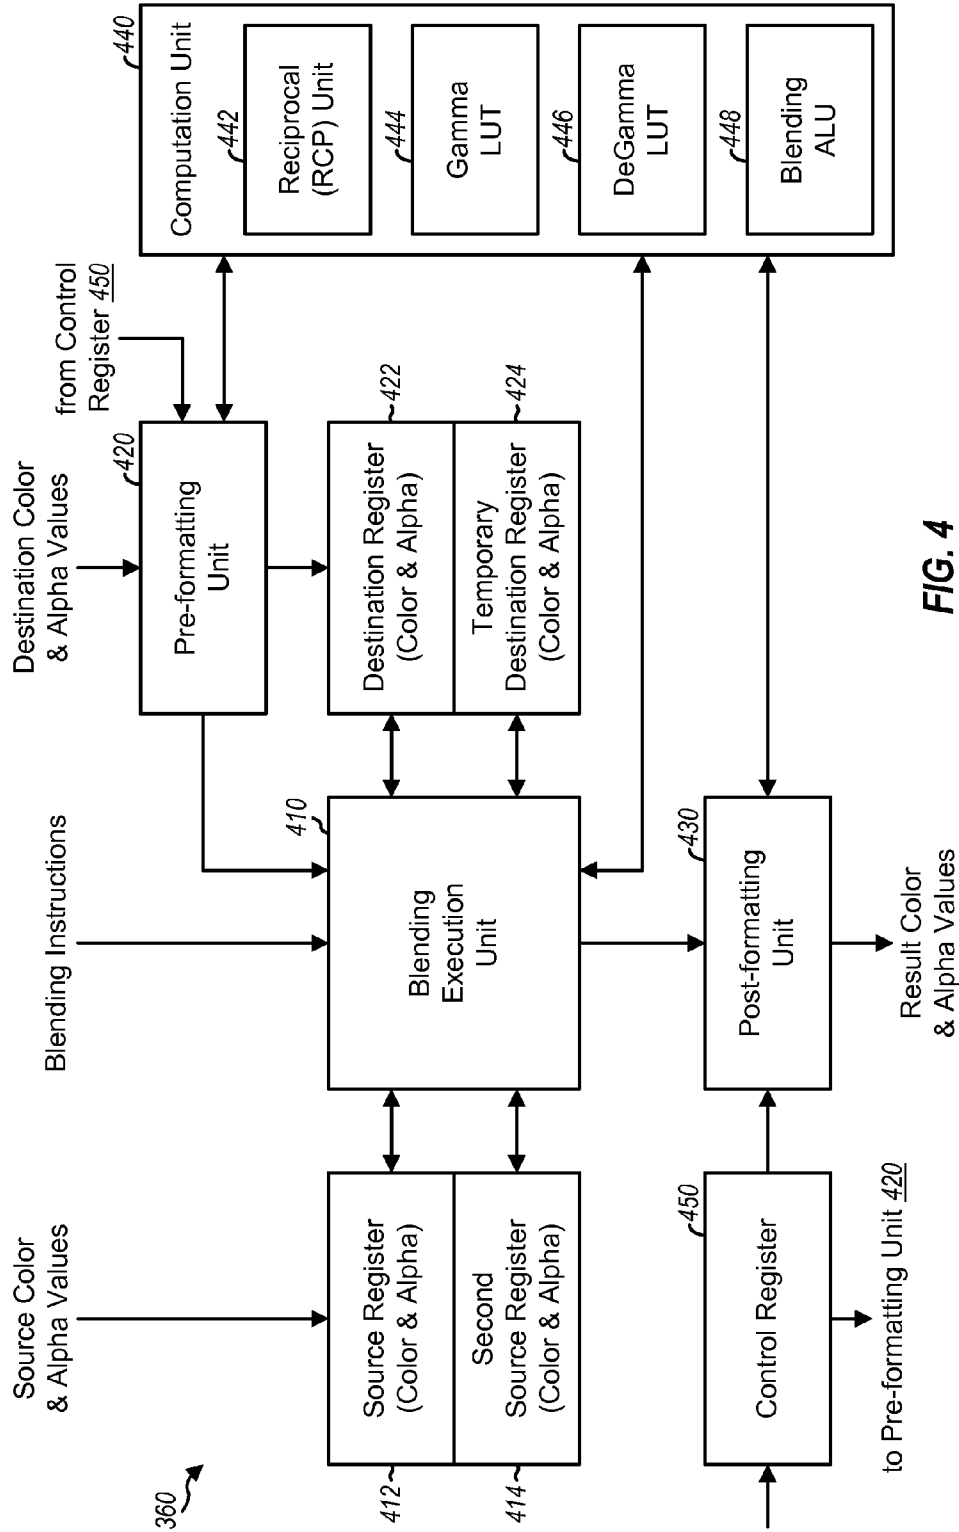 360
Source Color
& Alpha Values
Blending Instructions
Destination Color
& Alpha Values
from Control
Register 450
412
Source Register
(Color & Alpha)
414
Second
Source Register
(Color & Alpha)
410
Blending
Execution
Unit
420
Pre-formatting
Unit
422
Destination Register
(Color & Alpha)
424
Temporary
Destination Register
(Color & Alpha)
440
Computation Unit
442
Reciprocal
(RCP) Unit
444
Gamma
LUT
446
DeGamma
LUT
448
Blending
ALU
450
Control Register
to Pre-formatting Unit 420
430
Post-formatting
Unit
Result Color
& Alpha Values
FIG. 4